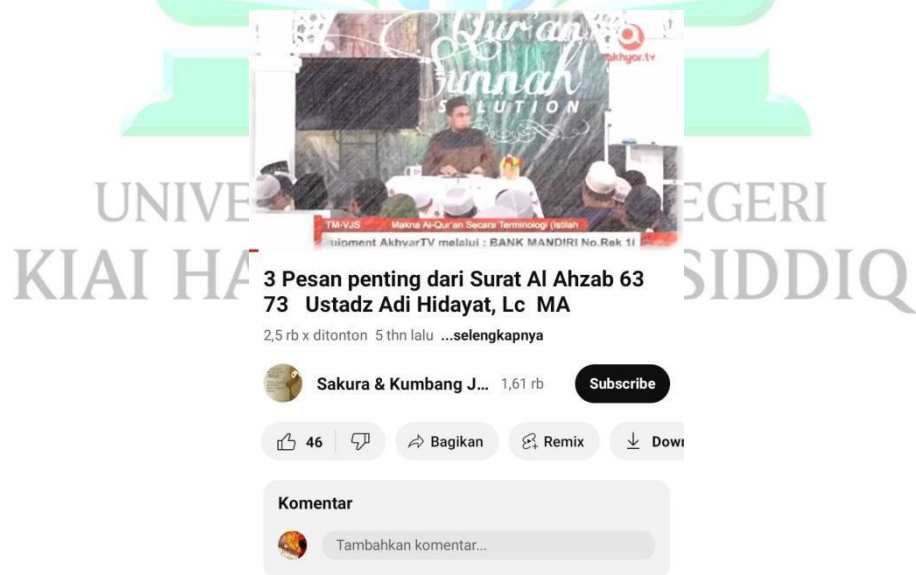 Qur'an
Sunnah
SOLUTION
akhyar.tv
TM-VJS Makna Al-Qur'an Secara Terminologi (Istilah
uipment AkhyarTV melalui : BANK MANDIRI No.Rek 1
UNIVE EGERI
KIAI HA SIDDIQ
3 Pesan penting dari Surat Al Ahzab 63
73 Ustadz Adi Hidayat, Lc MA
2,5 rb x ditonton 5 thn lalu ...selengkapnya
Sakura & Kumbang J... 1,61 rb Subscribe
46 Bagikan Remix Down
Komentar
Tambahkan komentar...